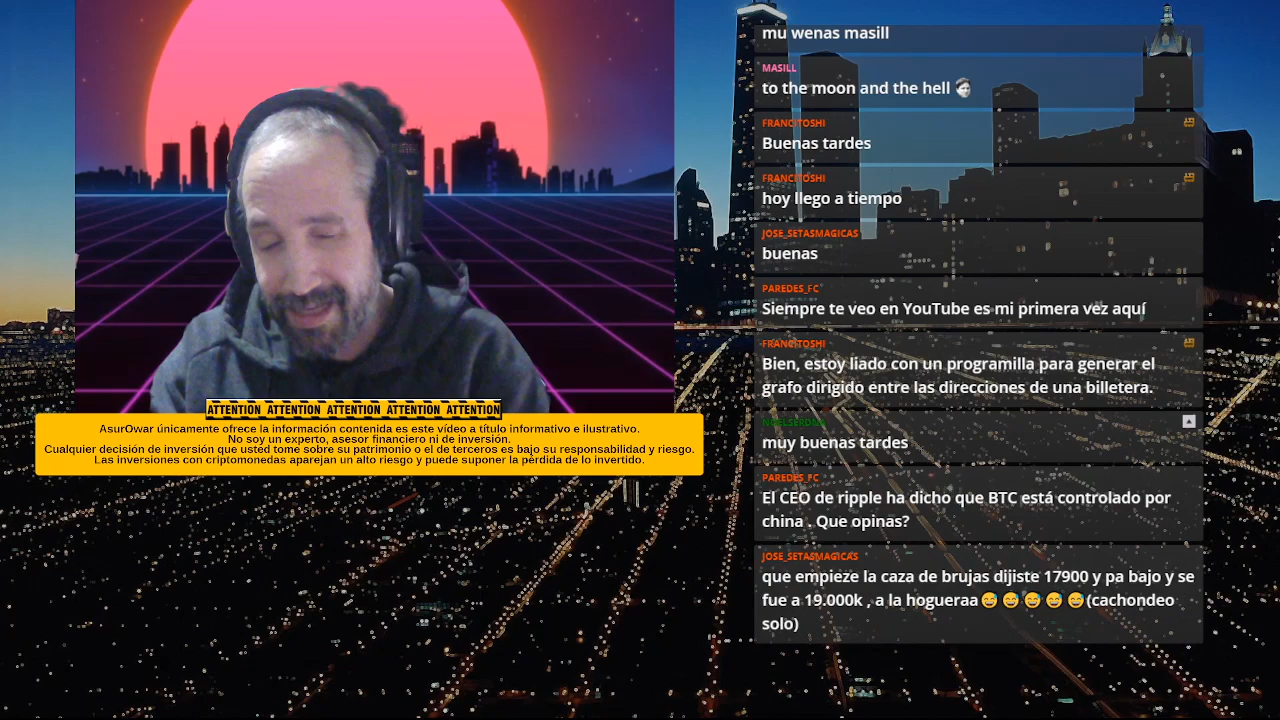 mu wenas masill
MASILL
to the moon and the hell
FRANCITOSHI
Buenas tardes
FRANCITOSHI
hoy llego a tiempo
JOSE_SETASMAGICAS
buenas
PAREDES_FC
Siempre te veo en YouTube es mi primera vez aquí
FRANCITOSHI
Bien, estoy liado con un programilla para generar el
grafo dirigido entre las direcciones de una billetera.
muy buenas tardes
PAREDES_FC
El CEO de ripple ha dicho que BTC está controlado por
china . Que opinas?
JOSE_SETASMAGICAS
que empieze la caza de brujas dijiste 17900 y pa bajo y se
fue a 19.000k , a la hogueraa😅 😅 😅 😅 😅(cachondeo
solo)
ATTENTION ATTENTION ATTENTION ATTENTION ATTENTION
AsurOwar únicamente ofrece la información contenida es este vídeo a título informativo e ilustrativo.
No soy un experto, asesor financiero ni de inversión.
Cualquier decisión de inversión que usted tome sobre su patrimonio o el de terceros es bajo su responsabilidad y riesgo.
Las inversiones con criptomonedas aparejan un alto riesgo y puede suponer la pérdida de lo invertido.